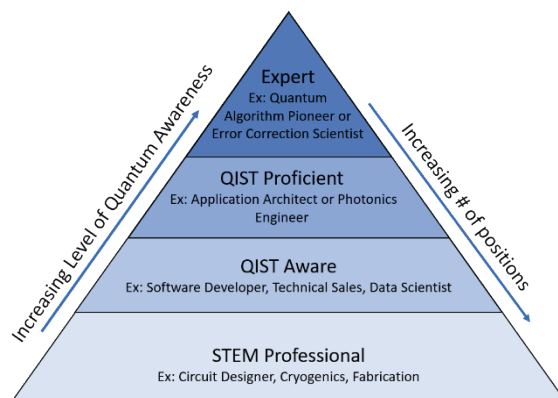 Expert
Ex: Quantum
Algorithm Pioneer or
Error Correction Scientist
QIST Proficient
Ex: Application Architect or Photonics
Engineer
QIST Aware
Ex: Software Developer, Technical Sales, Data Scientist
STEM Professional
Ex: Circuit Designer, Cryogenics, Fabrication
Increasing Level of Quantum Awareness
Increasing # of
positions